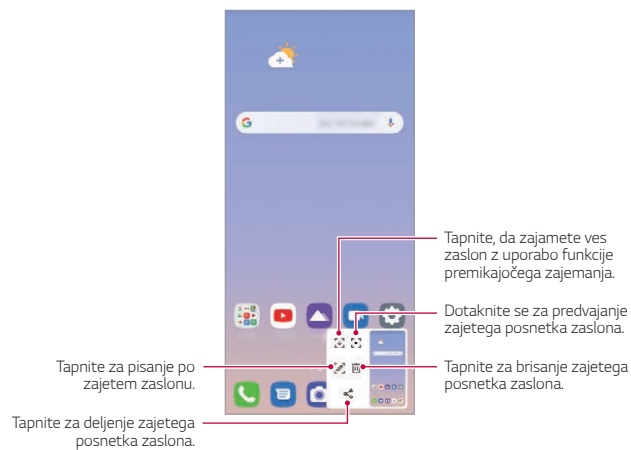 Tapnite, da zajamete ves
zaslon z uporabo funkcije
premikajočega zajemanja.
Dotaknite se za predvajanje
zajetega posnetka zaslona.
Tapnite za pisanje po
zajetem zaslonu.
Tapnite za brisanje zajetega
posnetka zaslona.
Tapnite za deljenje zajetega
posnetka zaslona.